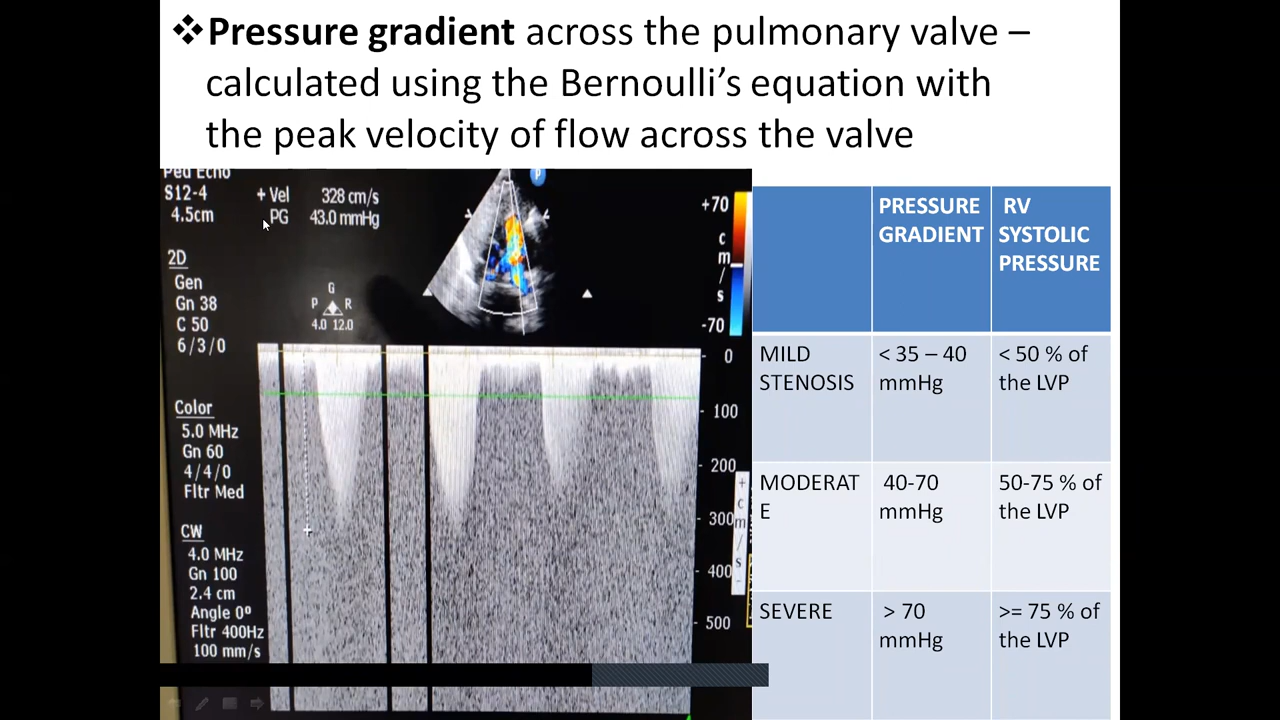 ❖Pressure gradient across the pulmonary valve –
calculated using the Bernoulli’s equation with
the peak velocity of flow across the valve
Ped Echo
S12-4
4.5cm
+ Vel 328 cm/s
PG 43.0 mmHg
P
2D
Gen
Gn 38
C 50
6/3/0
G
P R
4.0 12.0
+70
c
m
/
s
-70
Color
5.0 MHz
Gn 60
4/4/0
Fltr Med
CW
4.0 MHz
Gn 100
2.4 cm
Angle 0º
Fltr 400Hz
100 mm/s
0
- 100
- 200
- 300
- 400
- 500
+
c
m
/
s
-
PRESSURE
GRADIENT
RV
SYSTOLIC
PRESSURE
MILD
STENOSIS
< 35 – 40
mmHg
< 50 % of
the LVP
MODERAT
E
40-70
mmHg
50-75 % of
the LVP
SEVERE
> 70
mmHg
>= 75 % of
the LVP